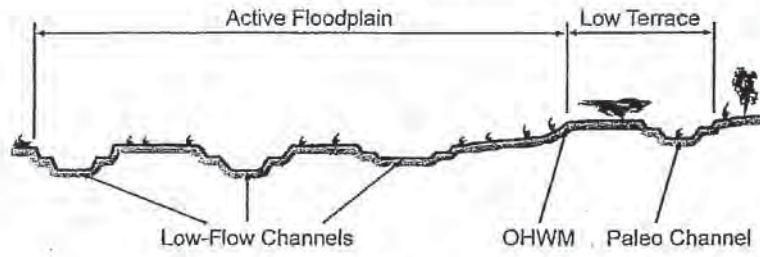 Active Floodplain
Low Terrace
Low-Flow Channels
OHWM
Paleo Channel